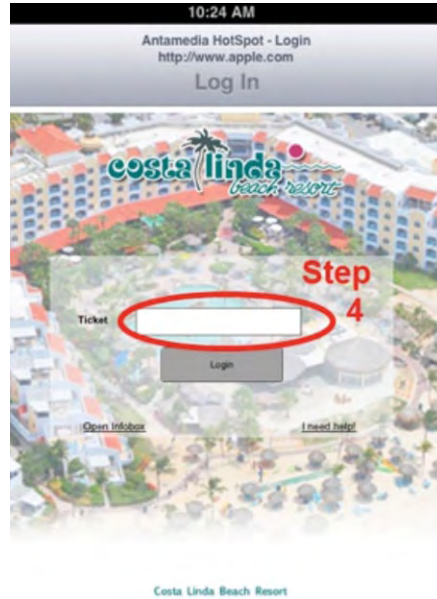 10:24 AM
Antamedia HotSpot - Login
http://www.apple.com
Log In
costa linda
beach resort
Step
4
Ticket
Login
Open Infobox
I need help!
Costa Linda Beach Resort